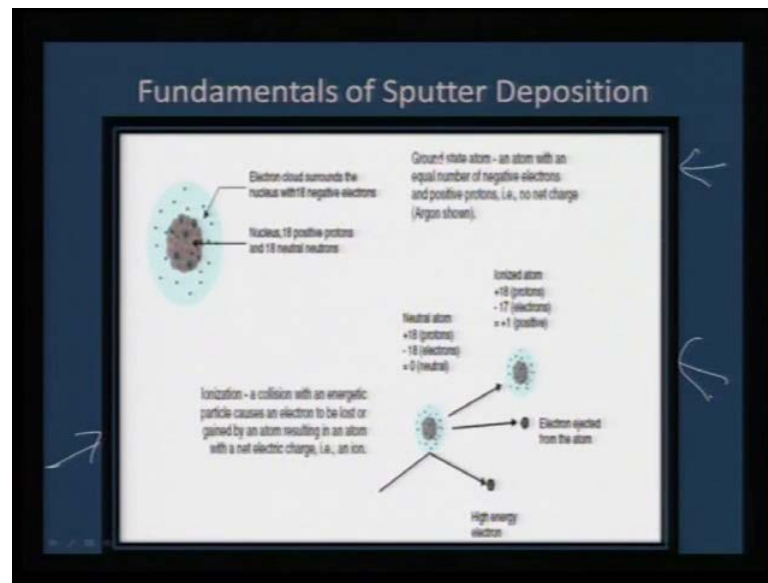 Fundamentals of Sputter Deposition
Electron cloud surrounds the
nucleus with 18 negative electrons
Nucleus, 18 positive protons
and 18 neutral neutrons
Ground state atom - an atom with an
equal number of negative electrons
and positive protons, i.e., no net charge
(Argon shown).
Ionized atom
+18 (protons)
- 17 (electrons)
= +1 (positive)
Neutral atom
+18 (protons)
- 18 (electrons)
= 0 (neutral)
Ionization - a collision with an energetic
particle causes an electron to be lost or
gained by an atom resulting in an atom
with a net electric charge, i.e., an ion.
Electron ejected
from the atom
High energy
electron